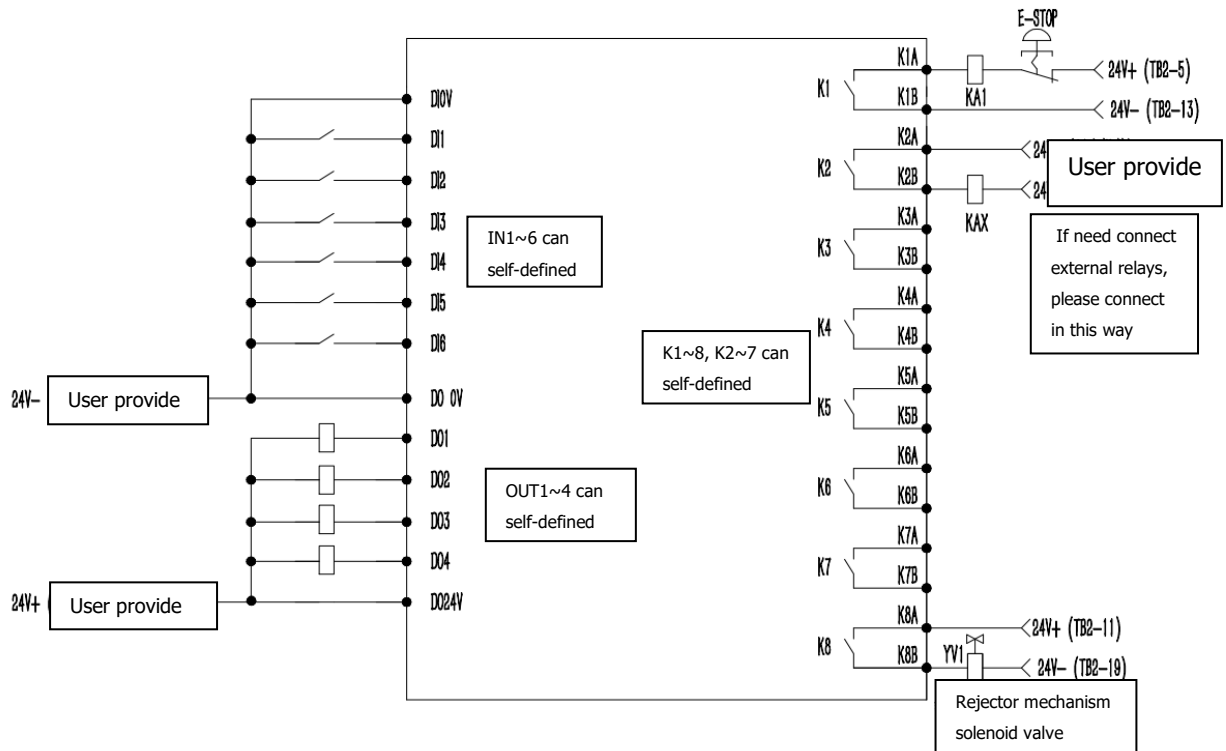 E-STOP
K1A
24V+ (TB2-5)
K1
KA1
K1B
24V- (TB2-13)
DI0V
DI1
DI2
DI3
DI4
DI5
DI6
IN1~6 can
self-defined
K2A
24
User provide
K2
K2B
24
KAX
If need connect
external relays,
please connect
in this way
K3A
K3
K3B
K4A
K4
K4B
K1~8, K2~7 can
self-defined
K5A
K5
K5B
24V-
User provide
DO 0V
DO1
DO2
DO3
DO4
OUT1~4 can
self-defined
K6A
K6
K6B
K7A
K7
K7B
24V+ (
User provide
DO24V
K8A
24V+ (TB2-11)
K8
YV1
K8B
24V- (TB2-19)
Rejector mechanism
solenoid valve